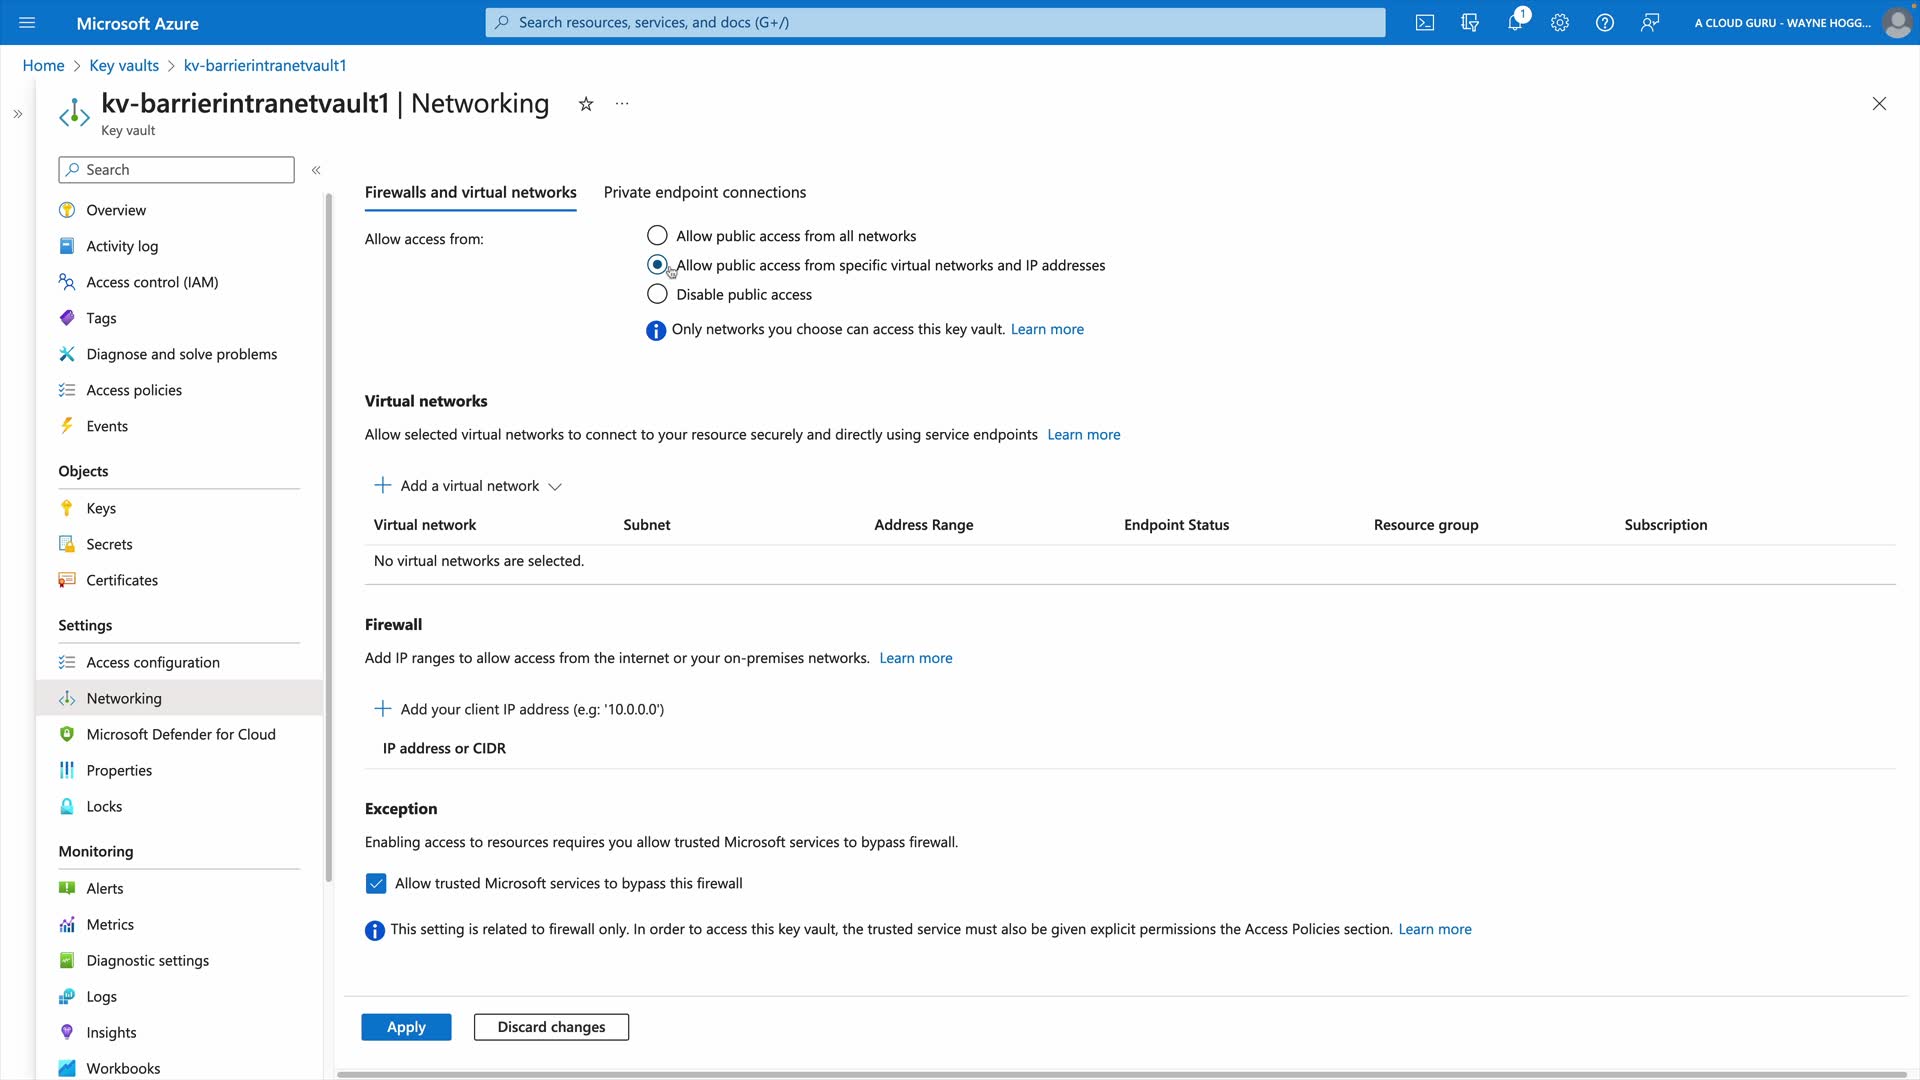 Microsoft Azure
Search resources, services, and docs (G+/)
1
A CLOUD GURU - WAYNE HOGG...
Home > Key vaults > kv-barrierintranetvault1
kv-barrierintranetvault1 | Networking
Key vault
Search
Overview
Activity log
Access control (IAM)
Tags
Diagnose and solve problems
Access policies
Events
Objects
Keys
Secrets
Certificates
Settings
Access configuration
Networking
Microsoft Defender for Cloud
Properties
Locks
Monitoring
Alerts
Metrics
Diagnostic settings
Logs
Insights
Workbooks
Firewalls and virtual networks
Private endpoint connections
Allow access from:
Allow public access from all networks
Allow public access from specific virtual networks and IP addresses
Disable public access
Only networks you choose can access this key vault. Learn more
Virtual networks
Allow selected virtual networks to connect to your resource securely and directly using service endpoints Learn more
Add a virtual network
Virtual network Subnet Address Range Endpoint Status Resource group Subscription
No virtual networks are selected.
Firewall
Add IP ranges to allow access from the internet or your on-premises networks. Learn more
Add your client IP address (e.g: '10.0.0.0')
IP address or CIDR
Exception
Enabling access to resources requires you allow trusted Microsoft services to bypass firewall.
Allow trusted Microsoft services to bypass this firewall
This setting is related to firewall only. In order to access this key vault, the trusted service must also be given explicit permissions the Access Policies section. Learn more
Apply
Discard changes